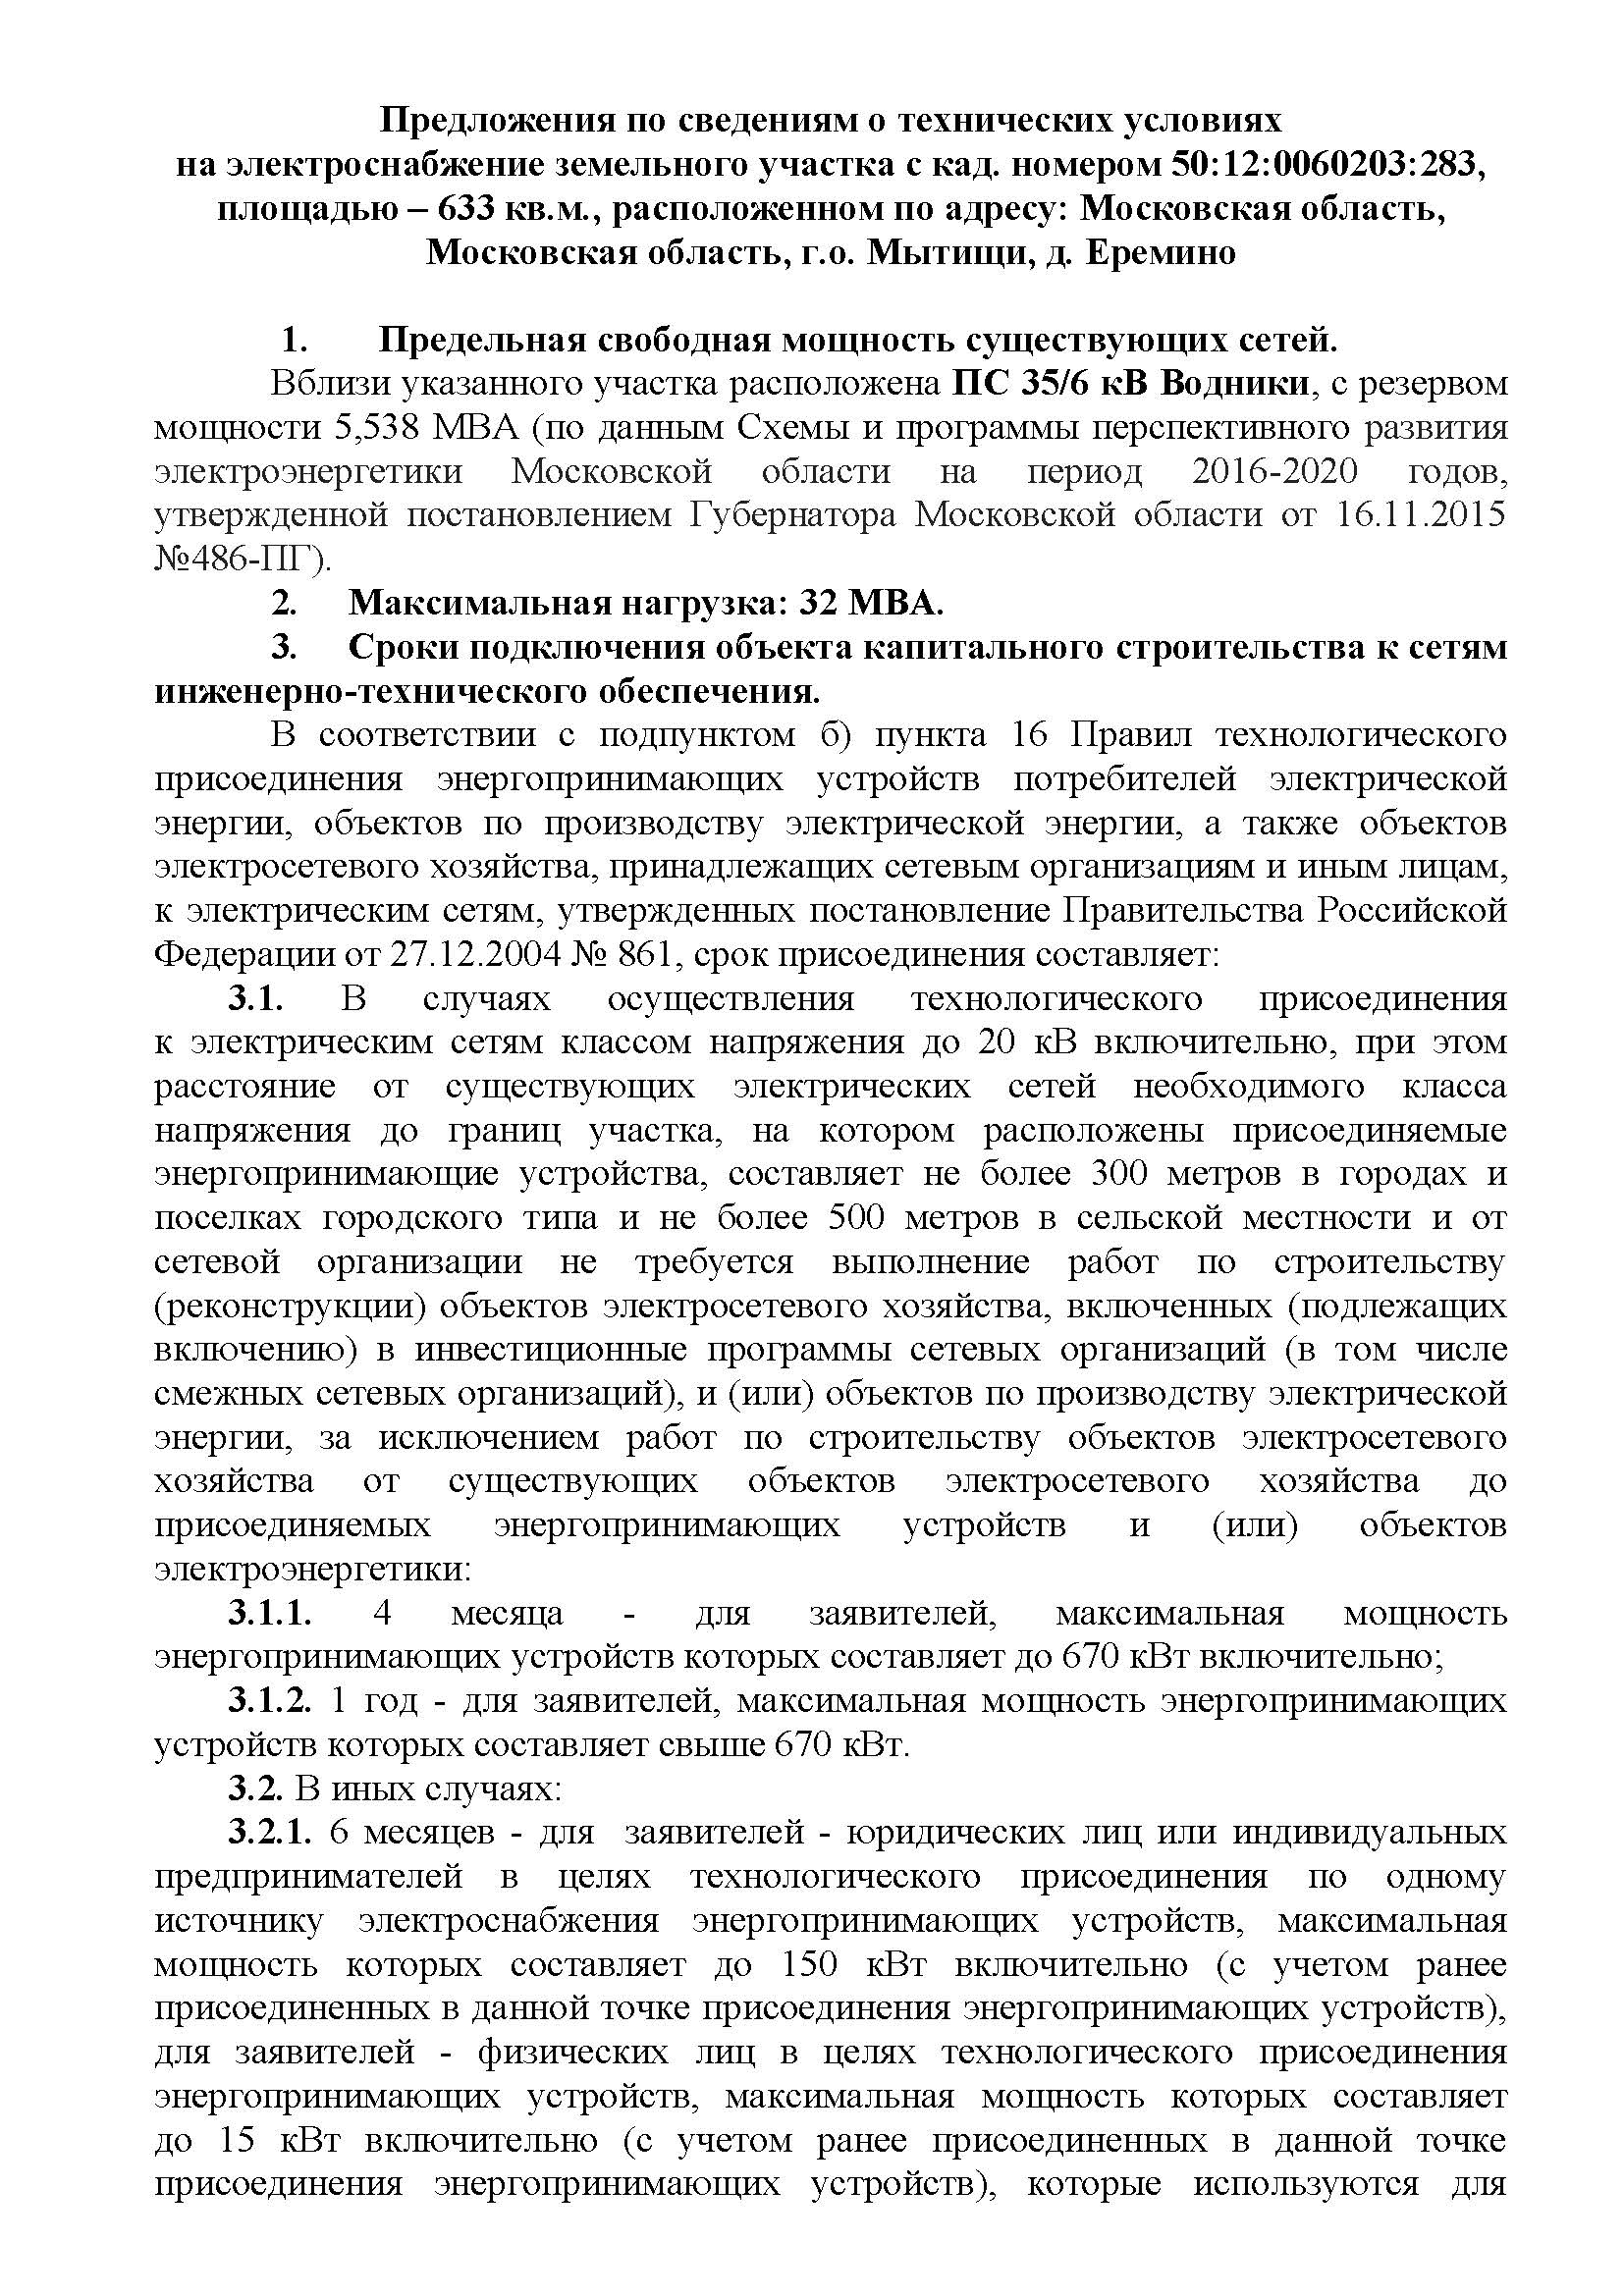 Предложения по сведениям о технических условиях
на электроснабжение земельного участка с кад. номером 50:12:0060203:283,
площадью – 633 кв.м., расположенном по адресу: Московская область,
Московская область, г.о. Мытищи, д. Еремино
1. Предельная свободная мощность существующих сетей.
Вблизи указанного участка расположена ПС 35/6 кВ Водники, с резервом
мощности 5,538 МВА (по данным Схемы и программы перспективного развития
электроэнергетики Московской области на период 2016-2020 годов,
утвержденной постановлением Губернатора Московской области от 16.11.2015
№486-ПГ).
2. Максимальная нагрузка: 32 МВА.
3. Сроки подключения объекта капитального строительства к сетям
инженерно-технического обеспечения.
В соответствии с подпунктом б) пункта 16 Правил технологического
присоединения энергопринимающих устройств потребителей электрической
энергии, объектов по производству электрической энергии, а также объектов
электросетевого хозяйства, принадлежащих сетевым организациям и иным лицам,
к электрическим сетям, утвержденных постановление Правительства Российской
Федерации от 27.12.2004 № 861, срок присоединения составляет:
3.1. В случаях осуществления технологического присоединения
к электрическим сетям классом напряжения до 20 кВ включительно, при этом
расстояние от существующих электрических сетей необходимого класса
напряжения до границ участка, на котором расположены присоединяемые
энергопринимающие устройства, составляет не более 300 метров в городах и
поселках городского типа и не более 500 метров в сельской местности и от
сетевой организации не требуется выполнение работ по строительству
(реконструкции) объектов электросетевого хозяйства, включенных (подлежащих
включению) в инвестиционные программы сетевых организаций (в том числе
смежных сетевых организаций), и (или) объектов по производству электрической
энергии, за исключением работ по строительству объектов электросетевого
хозяйства от существующих объектов электросетевого хозяйства до
присоединяемых энергопринимающих устройств и (или) объектов
электроэнергетики:
3.1.1. 4 месяца - для заявителей, максимальная мощность
энергопринимающих устройств которых составляет до 670 кВт включительно;
3.1.2. 1 год - для заявителей, максимальная мощность энергопринимающих
устройств которых составляет свыше 670 кВт.
3.2. В иных случаях:
3.2.1. 6 месяцев - для заявителей - юридических лиц или индивидуальных
предпринимателей в целях технологического присоединения по одному
источнику электроснабжения энергопринимающих устройств, максимальная
мощность которых составляет до 150 кВт включительно (с учетом ранее
присоединенных в данной точке присоединения энергопринимающих устройств),
для заявителей - физических лиц в целях технологического присоединения
энергопринимающих устройств, максимальная мощность которых составляет
до 15 кВт включительно (с учетом ранее присоединенных в данной точке
присоединения энергопринимающих устройств), которые используются для